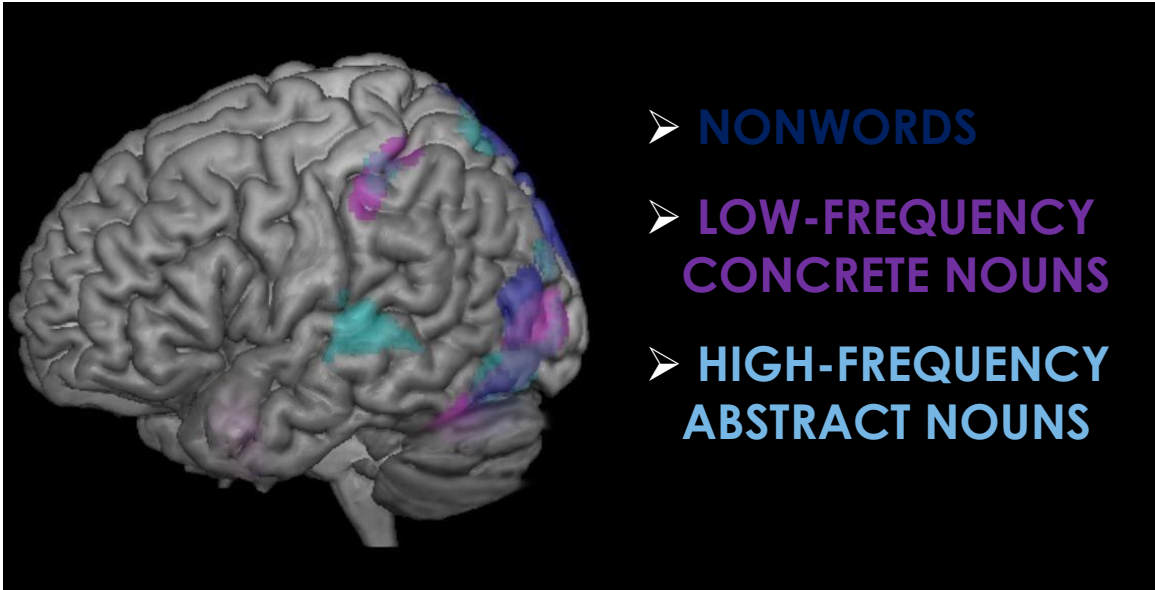 ➢ NONWORDS
➢ LOW-FREQUENCY
CONCRETE NOUNS
➢ HIGH-FREQUENCY
ABSTRACT NOUNS